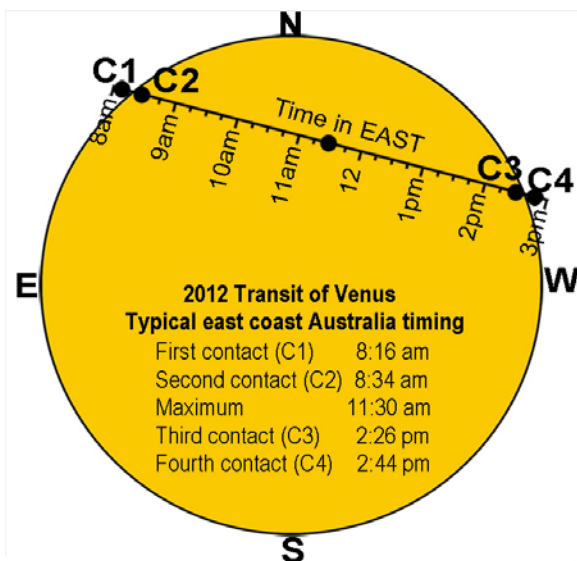 N
C1
C2
8am
9am
10am
11am
12
1pm
2pm
3pm
Time in EAST
C3
C4
E
W
2012 Transit of Venus
Typical east coast Australia timing
First contact (C1) 8:16 am
Second contact (C2) 8:34 am
Maximum 11:30 am
Third contact (C3) 2:26 pm
Fourth contact (C4) 2:44 pm
S